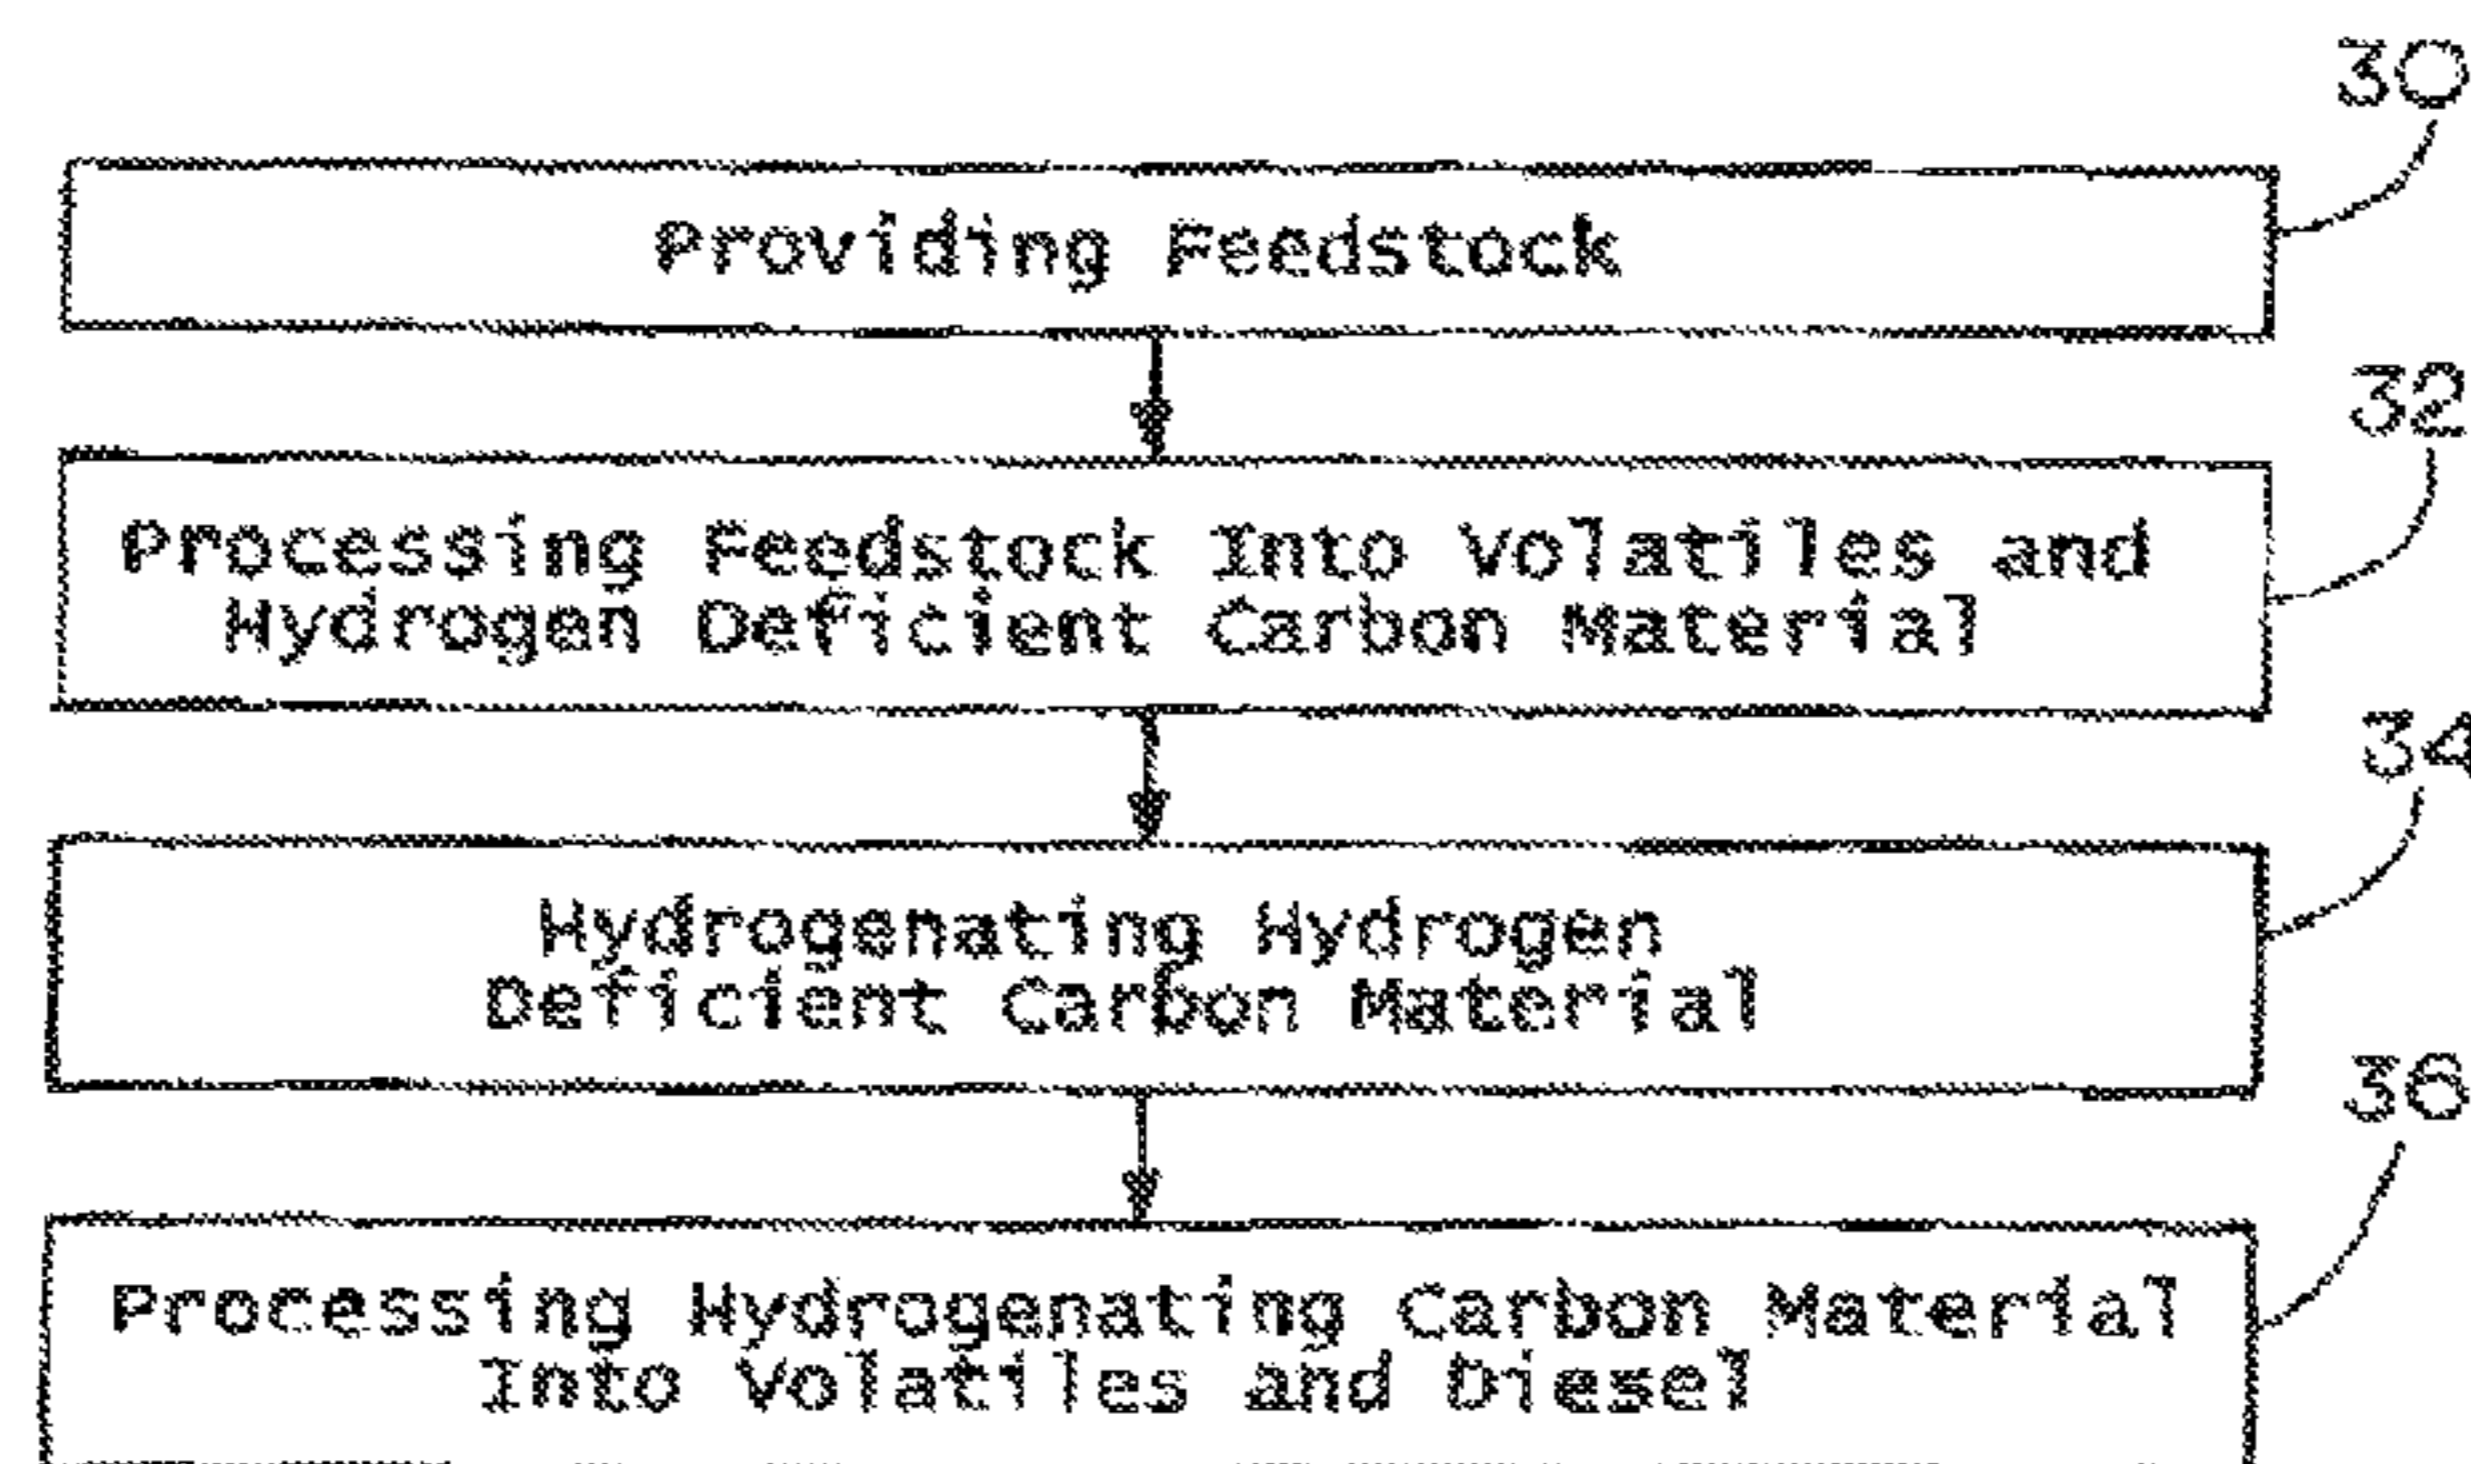 30
Providing Feedstock
32
Processing Feedstock Into Volatiles and
Hydrogen Deficient Carbon Material
34
Hydrogenating Hydrogen
Deficient Carbon Material
36
Processing Hydrogenating Carbon Material
Into Volatiles and Diesel